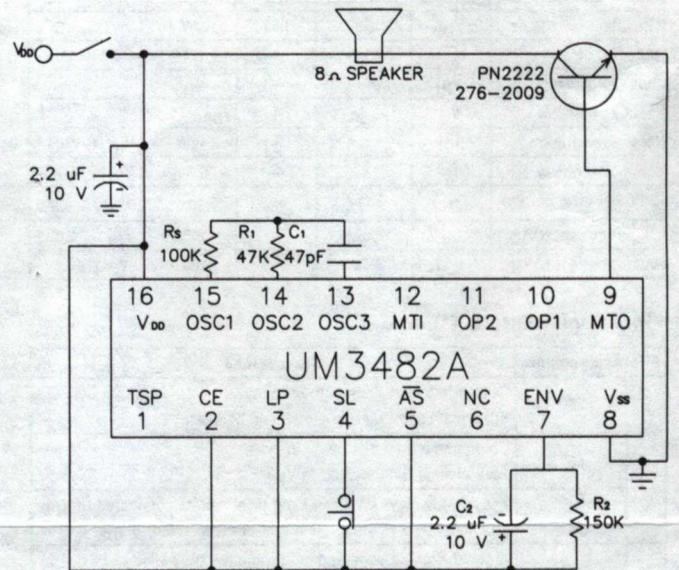 VDD
8Ω SPEAKER
PN2222
276-2009
2.2 uF
10 V
+
-
RS
100K
R1
47K
C1
47pF
16 15 14 13 12 11 10 9
VDD OSC1 OSC2 OSC3 MTI OP2 OP1 MTO
UM3482A
TSP CE LP SL A̅S̅ NC ENV VSS
1 2 3 4 5 6 7 8
C2
2.2 uF
10 V
-
+
R2
150K